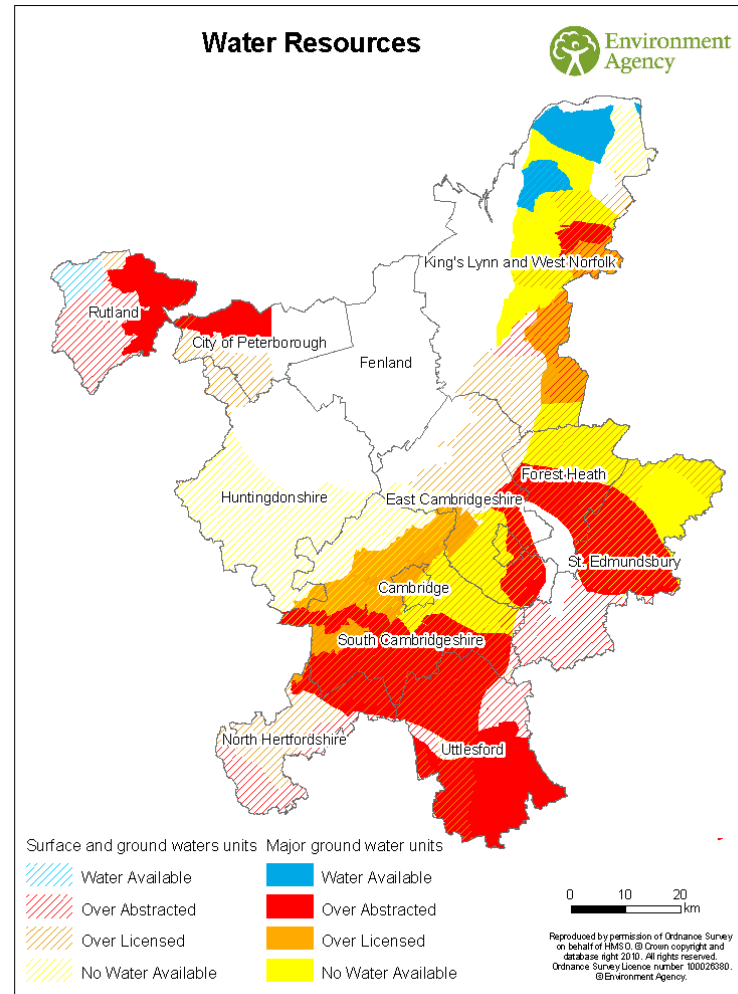 Water Resources
Environment
Agency
King's Lynn and West Norfolk
Rutland
City of Peterborough
Fenland
Forest Heath
Huntingdonshire
East Cambridgeshire
St. Edmundsbury
Cambridge
South Cambridgeshire
North Hertfordshire
Uttlesford
Surface and ground waters units
Water Available
Over Abstracted
Over Licensed
No Water Available
Major ground water units
Water Available
Over Abstracted
Over Licensed
No Water Available
0 10 20
km
Reproduced by permission of Ordnance Survey
on behalf of HMSO. © Crown copyright and
database right 2010. All rights reserved.
Ordnance Survey Licence number 100026380.
©Environment Agency.